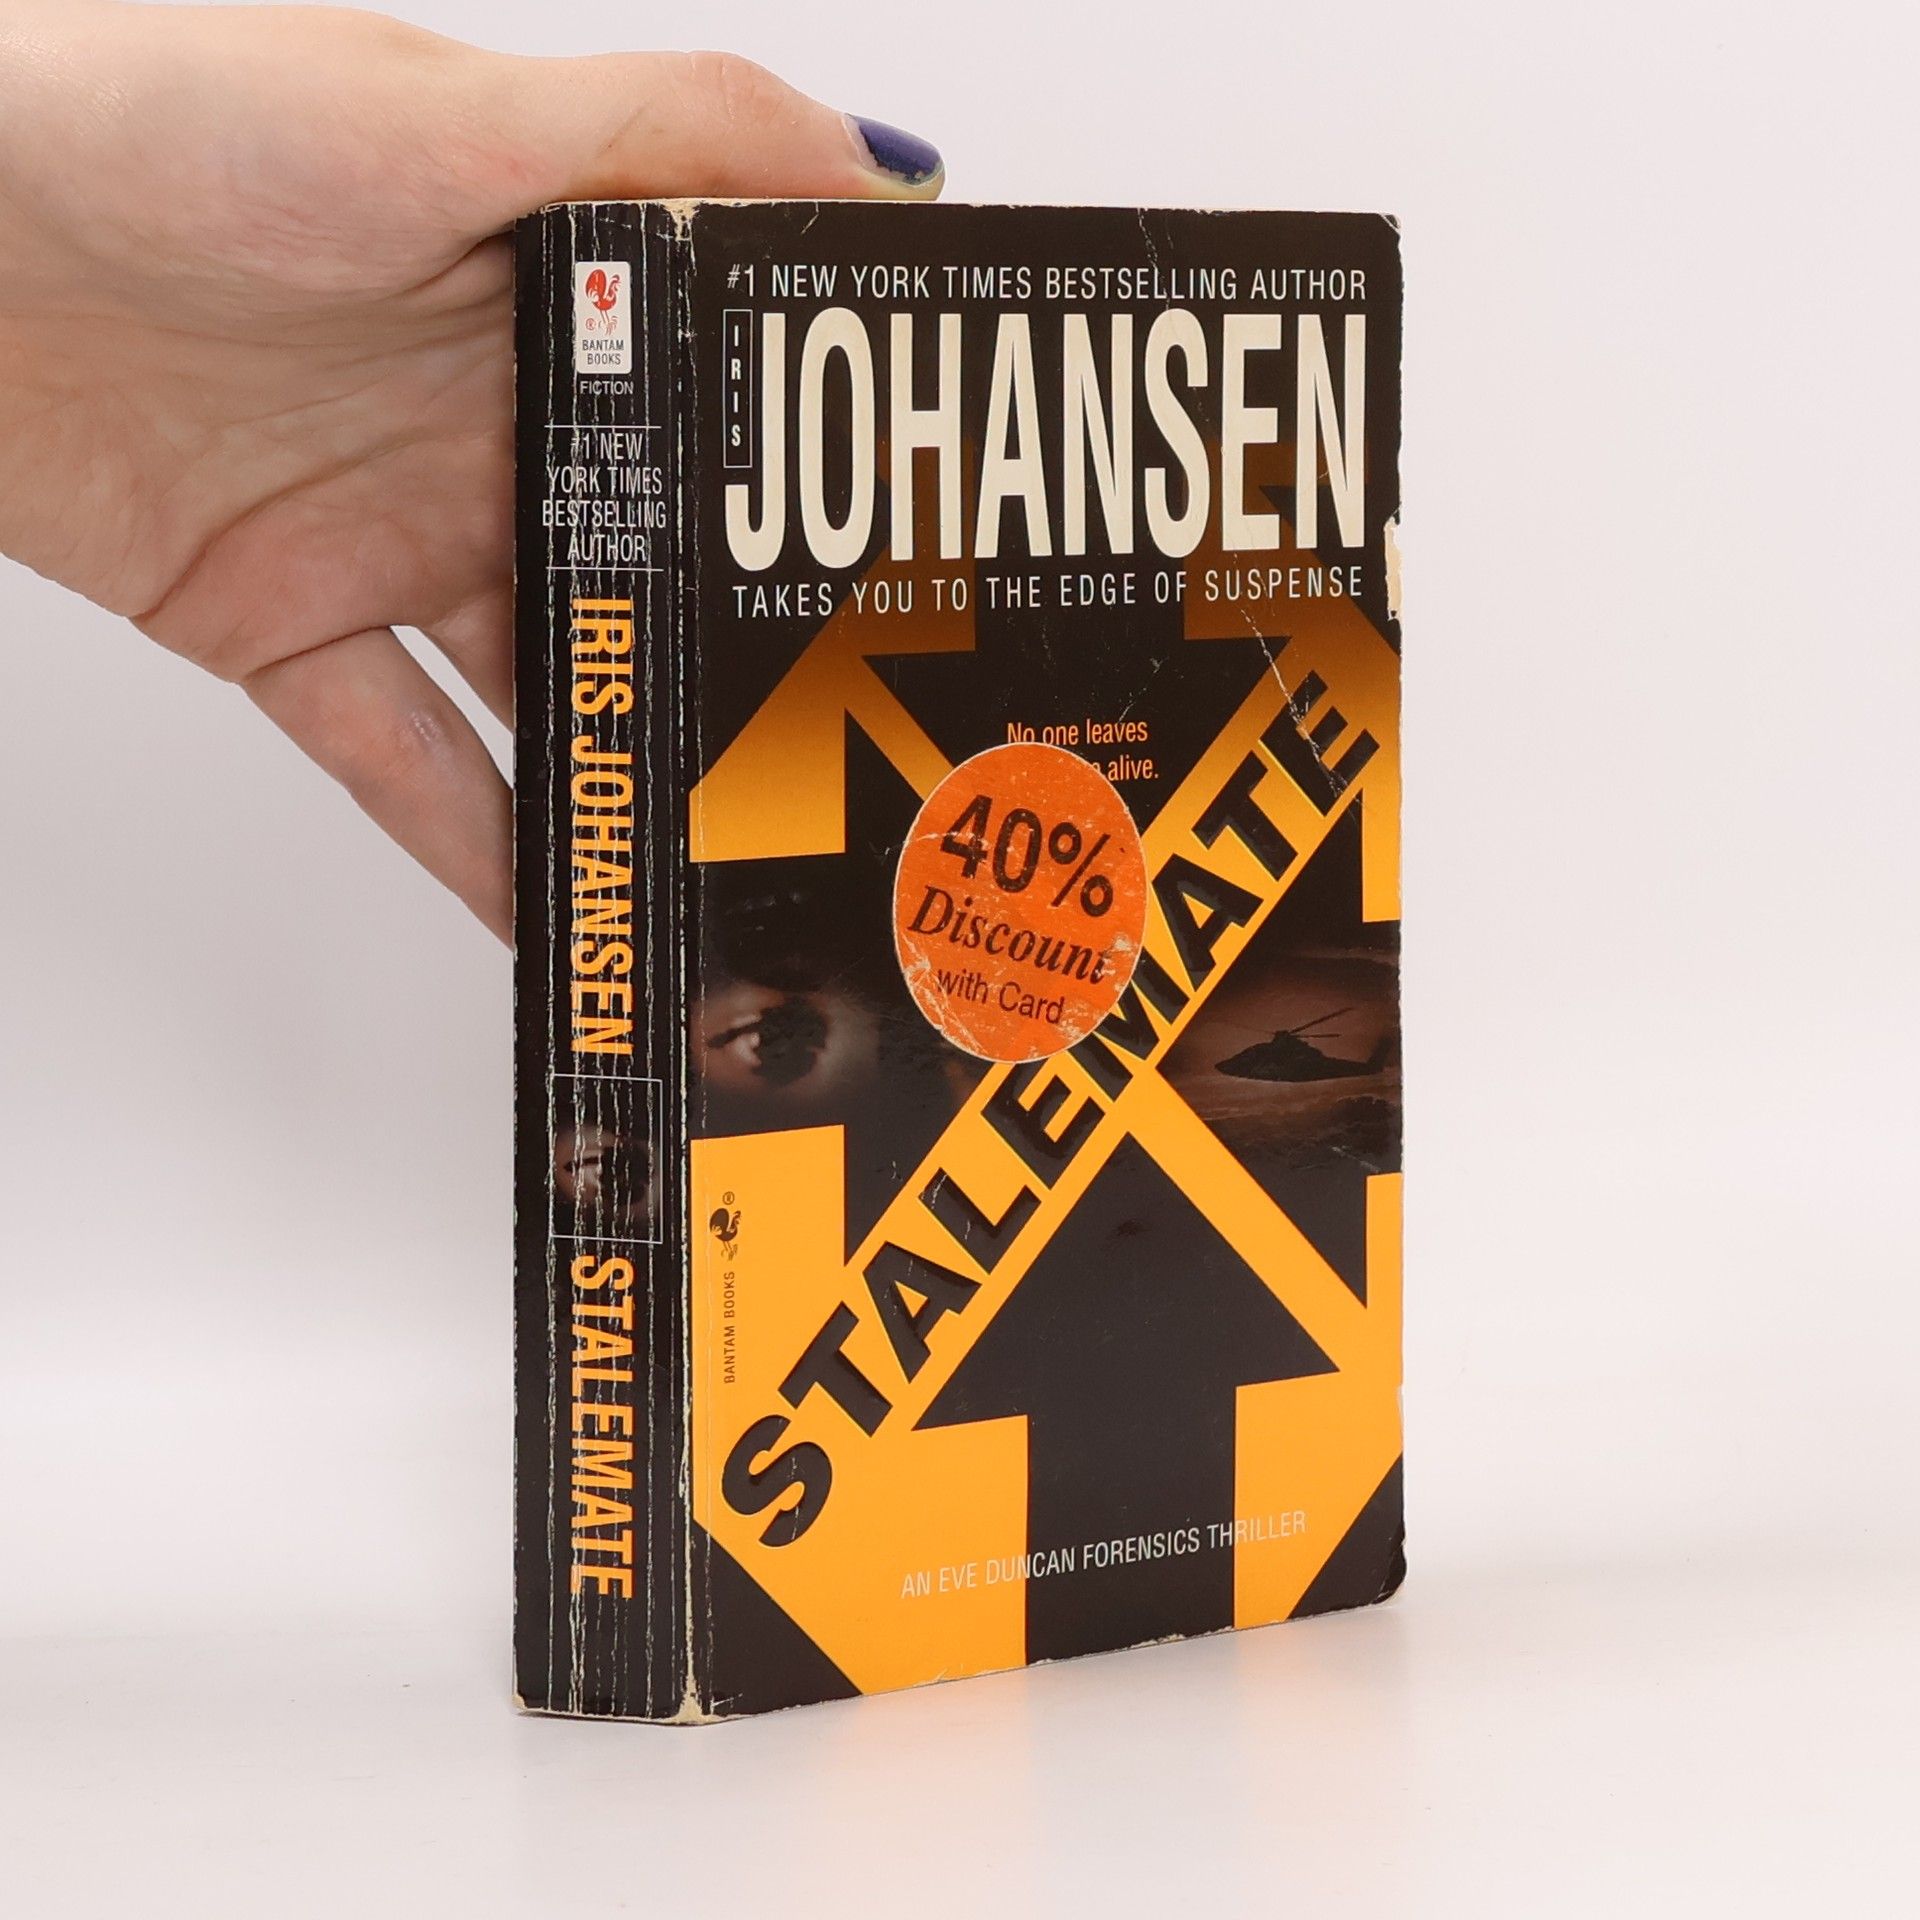 BANTAM
BOOKS
FICTION
#1 NEW
YORK TIMES
BESTSELLING
AUTHOR
IRIS JOHANSEN
STALEMATE
#1 NEW YORK TIMES BESTSELLING AUTHOR
IRIS
JOHANSEN
TAKES YOU TO THE EDGE OF SUSPENSE
No one leaves
alive.
40%
Discount
with Card
STALEMATE
BANTAM BOOKS
AN EVE DUNCAN FORENSICS THRILLER